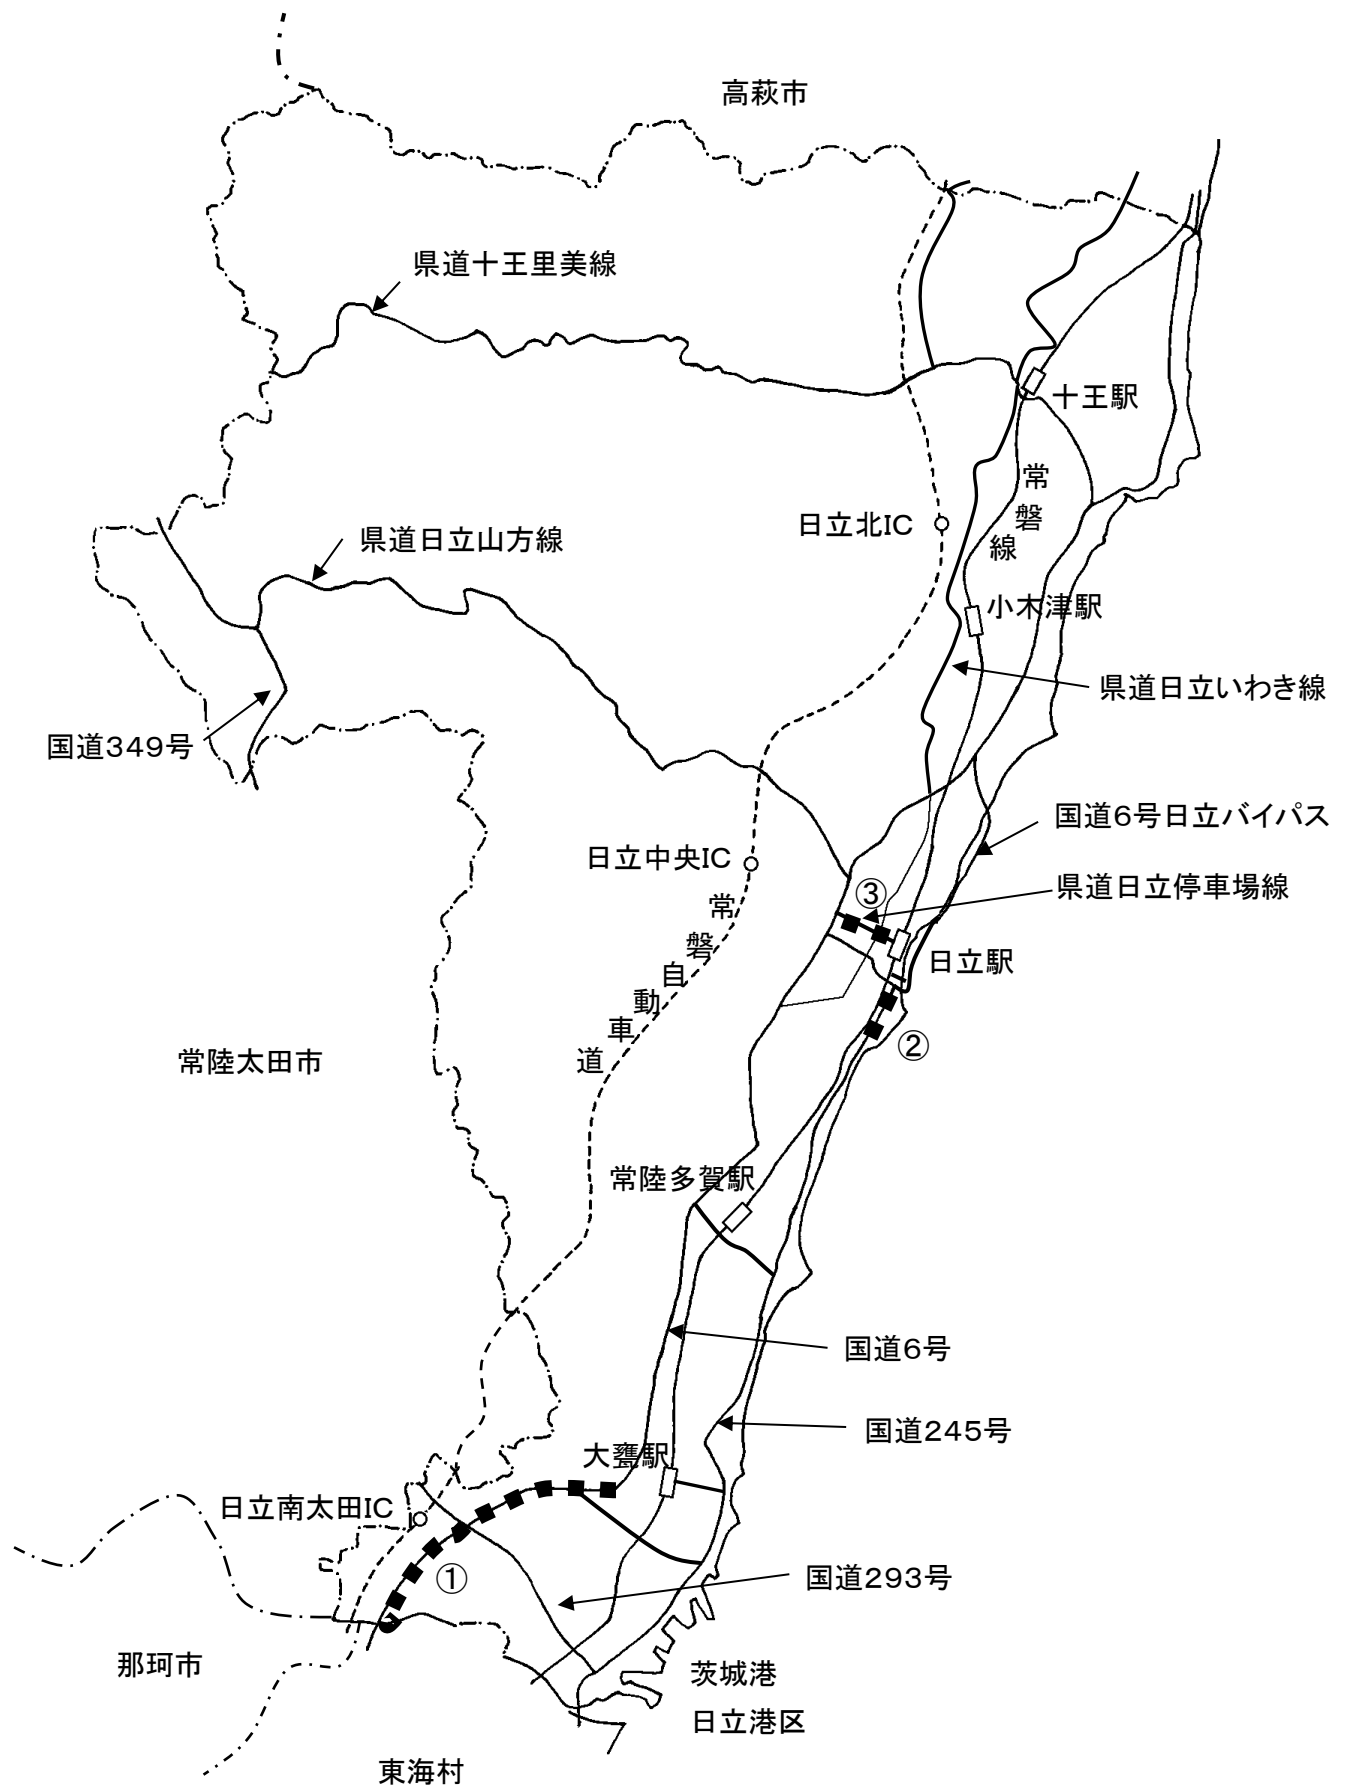 高萩市
県道十王里美線
十王駅
常磐線
日立北IC
県道日立山方線
小木津駅
県道日立いわき線
国道349号
国道6号日立バイパス
日立中央IC
③
県道日立停車場線
常磐自動車道
日立駅
②
常陸太田市
常陸多賀駅
国道6号
国道245号
大甕駅
日立南太田IC
①
国道293号
那珂市
茨城港
日立港区
東海村